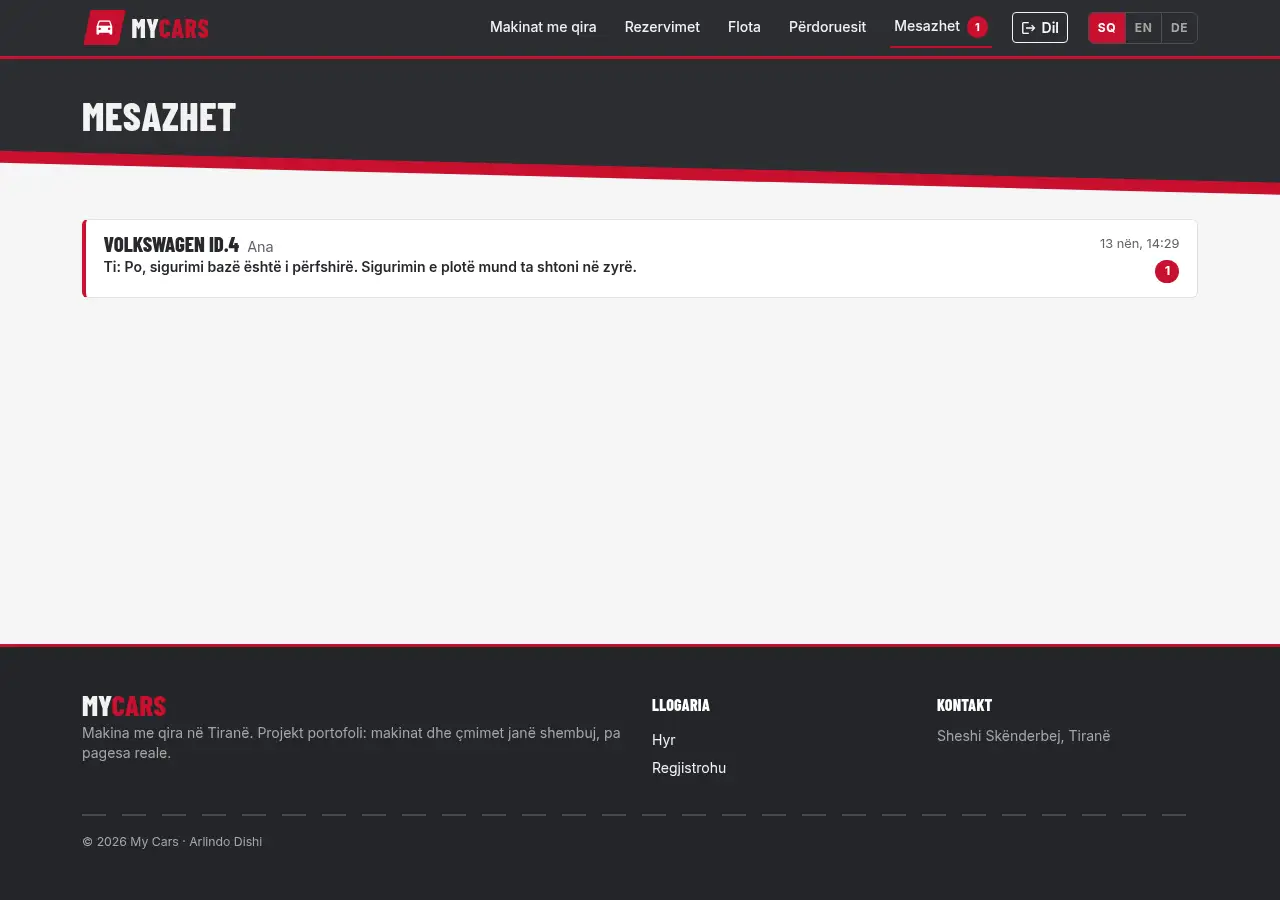 MYCARS
Makinat me qira
Rezervimet
Flota
Përdoruesit
Mesazhet 1
Dil
SQ EN DE
MESAZHET
VOLKSWAGEN ID.4 Ana
13 nën, 14:29
Ti: Po, sigurimi bazë është i përfshirë. Sigurimin e plotë mund ta shtoni në zyrë.
1
MYCARS
Makina me qira në Tiranë. Projekt portofoli: makinat dhe çmimet janë shembuj, pa
pagesa reale.
LLOGARIA
Hyr
Regjistrohu
KONTAKT
Sheshi Skënderbej, Tiranë
© 2026 My Cars · Arlindo Dishi